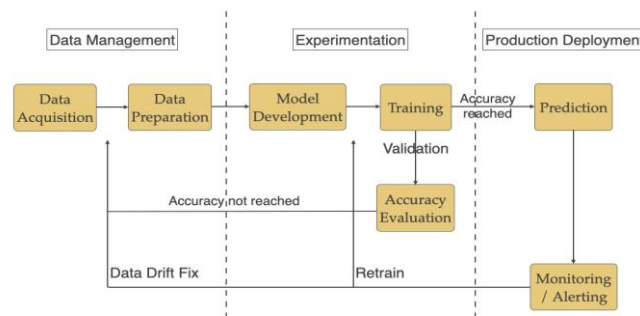 Data Management
Experimentation
Production Deployment
Data
Acquisition
Data
Preparation
Model
Development
Training
Accuracy
reached
Prediction
Validation
Accuracy not reached
Accuracy
Evaluation
Data Drift Fix
Retrain
Monitoring
/ Alerting